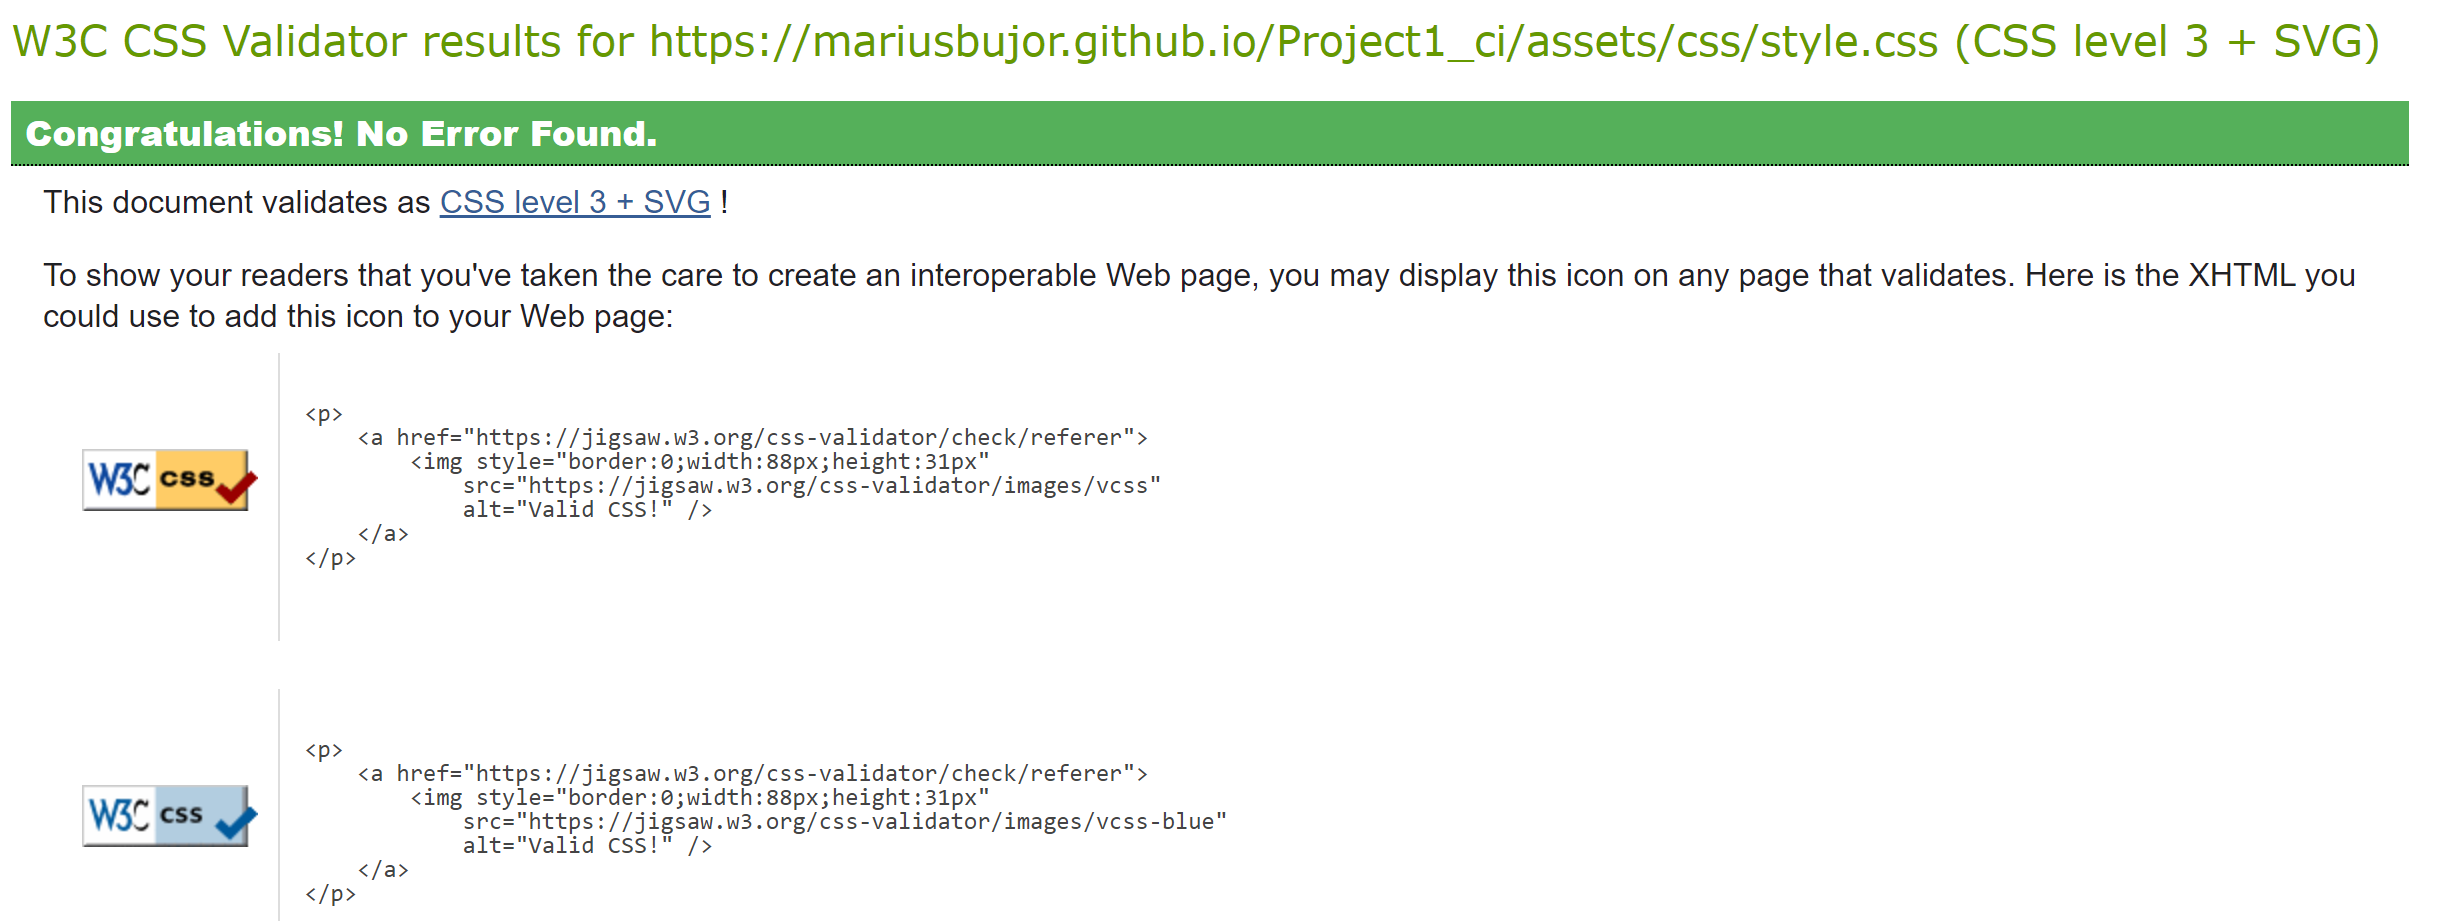 W3C CSS Validator results for https://mariusbujor.github.io/Project1_ci/assets/css/style.css (CSS level 3 + SVG)
Congratulations! No Error Found.
This document validates as CSS level 3 + SVG !
To show your readers that you've taken the care to create an interoperable Web page, you may display this icon on any page that validates. Here is the XHTML you
could use to add this icon to your Web page:
<p>
    <a href="https://jigsaw.w3.org/css-validator/check/referer">
        <img style="border:0;width:88px;height:31px"
            src="https://jigsaw.w3.org/css-validator/images/vcss"
            alt="Valid CSS!" />
    </a>
</p>
W3C css
<p>
    <a href="https://jigsaw.w3.org/css-validator/check/referer">
        <img style="border:0;width:88px;height:31px"
            src="https://jigsaw.w3.org/css-validator/images/vcss-blue"
            alt="Valid CSS!" />
    </a>
</p>
W3C css